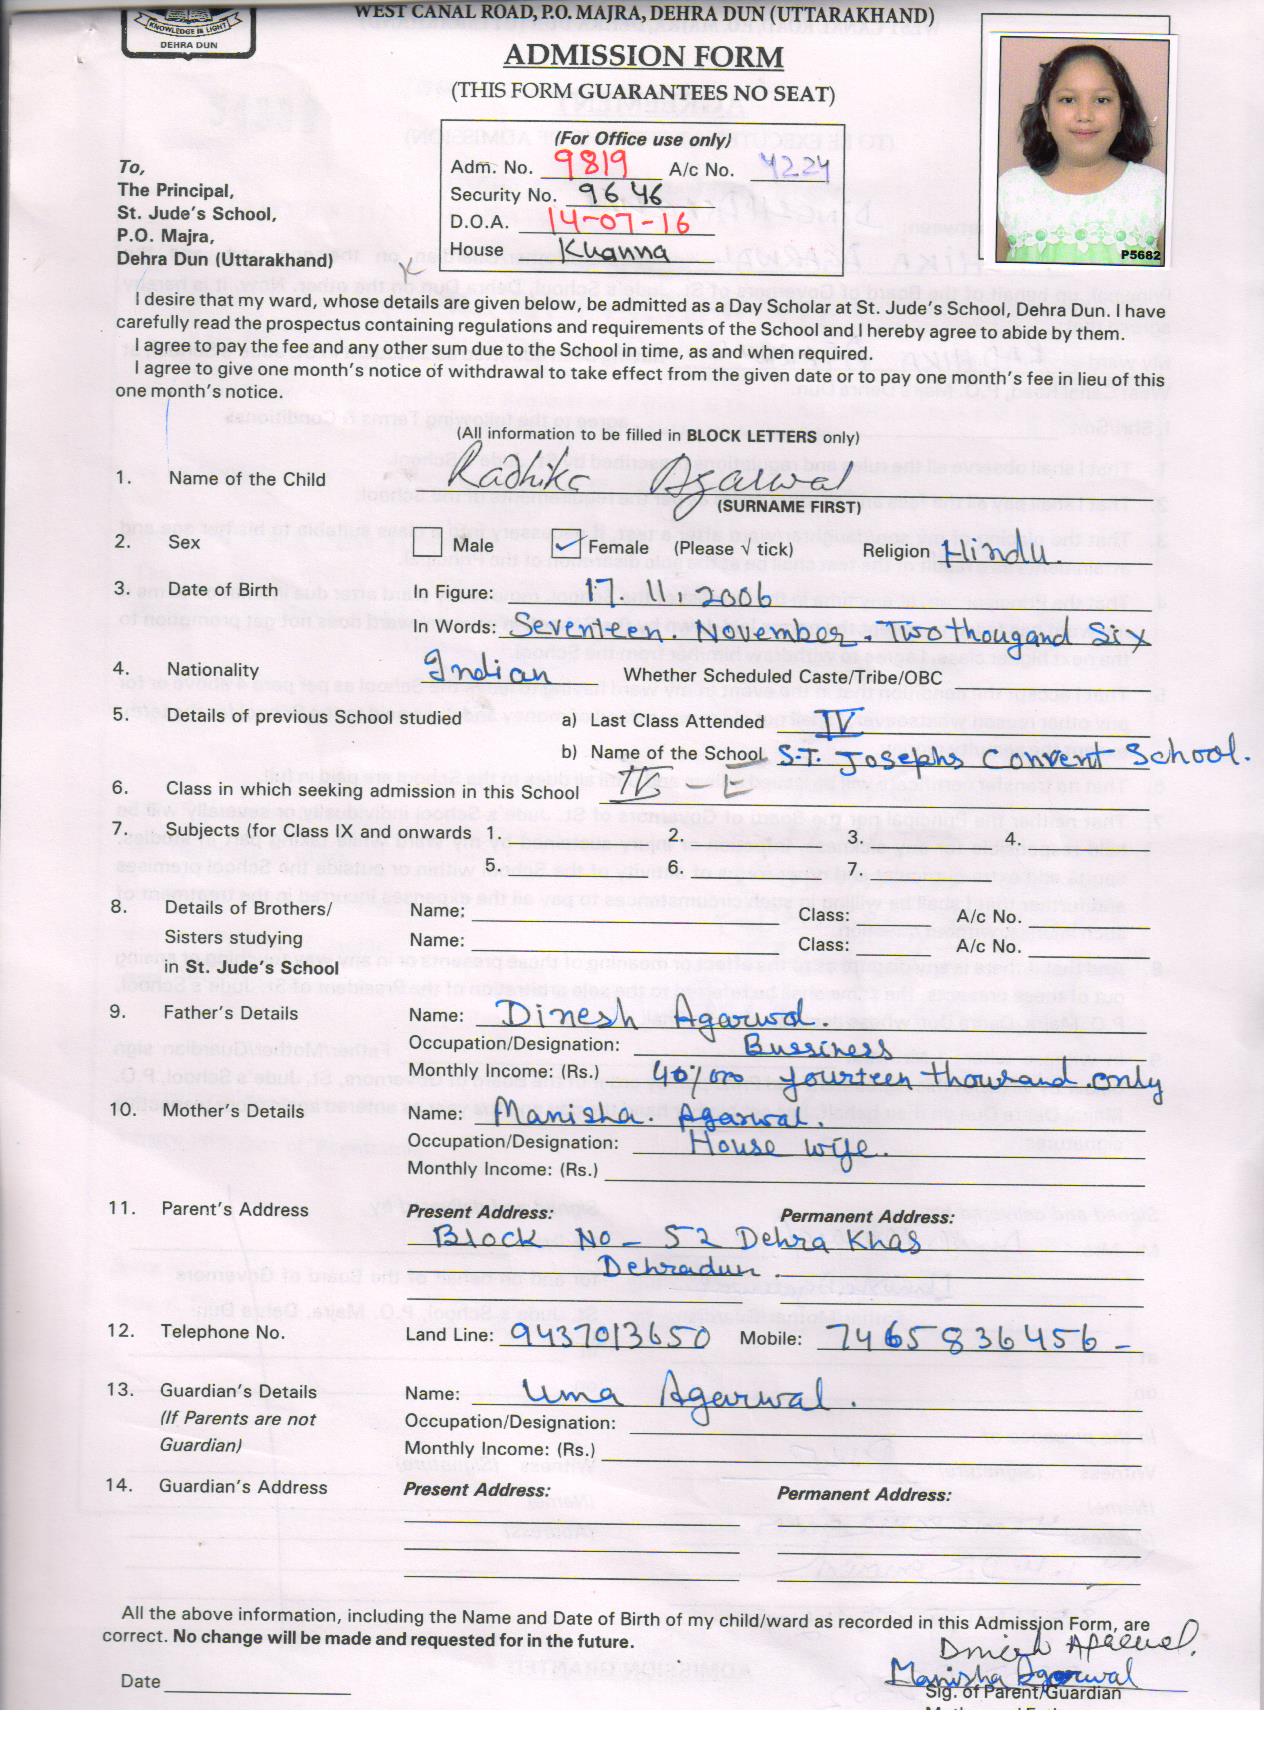 KNOWLEDGE IS LIGHT
DEHRA DUN
WEST CANAL ROAD, P.O. MAJRA, DEHRA DUN (UTTARAKHAND)
ADMISSION FORM
(THIS FORM GUARANTEES NO SEAT)
(For Office use only)
Adm. No. 9819 A/c No. 4224
Security No. 9646
D.O.A. 14-07-16
House Khanna
To,
The Principal,
St. Jude's School,
P.O. Majra,
Dehra Dun (Uttarakhand)
P5682
I desire that my ward, whose details are given below, be admitted as a Day Scholar at St. Jude's School, Dehra Dun. I have
carefully read the prospectus containing regulations and requirements of the School and I hereby agree to abide by them.
I agree to pay the fee and any other sum due to the School in time, as and when required.
I agree to give one month's notice of withdrawal to take effect from the given date or to pay one month's fee in lieu of this
one month's notice.
(All information to be filled in BLOCK LETTERS only)
1. Name of the Child Radhika Agarwal
(SURNAME FIRST)
2. Sex Male Female (Please √ tick) Religion Hindu.
3. Date of Birth In Figure: 17.11.2006
In Words: Seventeen. November. Two thougand Six
4. Nationality Indian Whether Scheduled Caste/Tribe/OBC
5. Details of previous School studied a) Last Class Attended IV
b) Name of the School S.T. Josephs Convent School.
6. Class in which seeking admission in this School - E
7. Subjects (for Class IX and onwards 1. 2. 3. 4.
5. 6. 7.
8. Details of Brothers/ Name: Class: A/c No.
Sisters studying Name: Class: A/c No.
in St. Jude's School
9. Father's Details Name: Dinesh Agarwal.
Occupation/Designation: Bussiness
Monthly Income: (Rs.) fourteen thousand only
10. Mother's Details Name: Manisha. Agarwal.
Occupation/Designation: House wife.
Monthly Income: (Rs.)
11. Parent's Address Present Address: Permanent Address:
Block No- 52 Dehra Khas
Dehradun.
12. Telephone No. Land Line: 9437013650 Mobile: 7465836456 -
13. Guardian's Details Name: Uma Agarwal.
(If Parents are not Occupation/Designation:
Guardian) Monthly Income: (Rs.)
14. Guardian's Address Present Address: Permanent Address:
All the above information, including the Name and Date of Birth of my child/ward as recorded in this Admission Form, are
correct. No change will be made and requested for in the future.
Dinesh Agarwal.
Manisha Agarwal
Date Sig. of Parent/Guardian